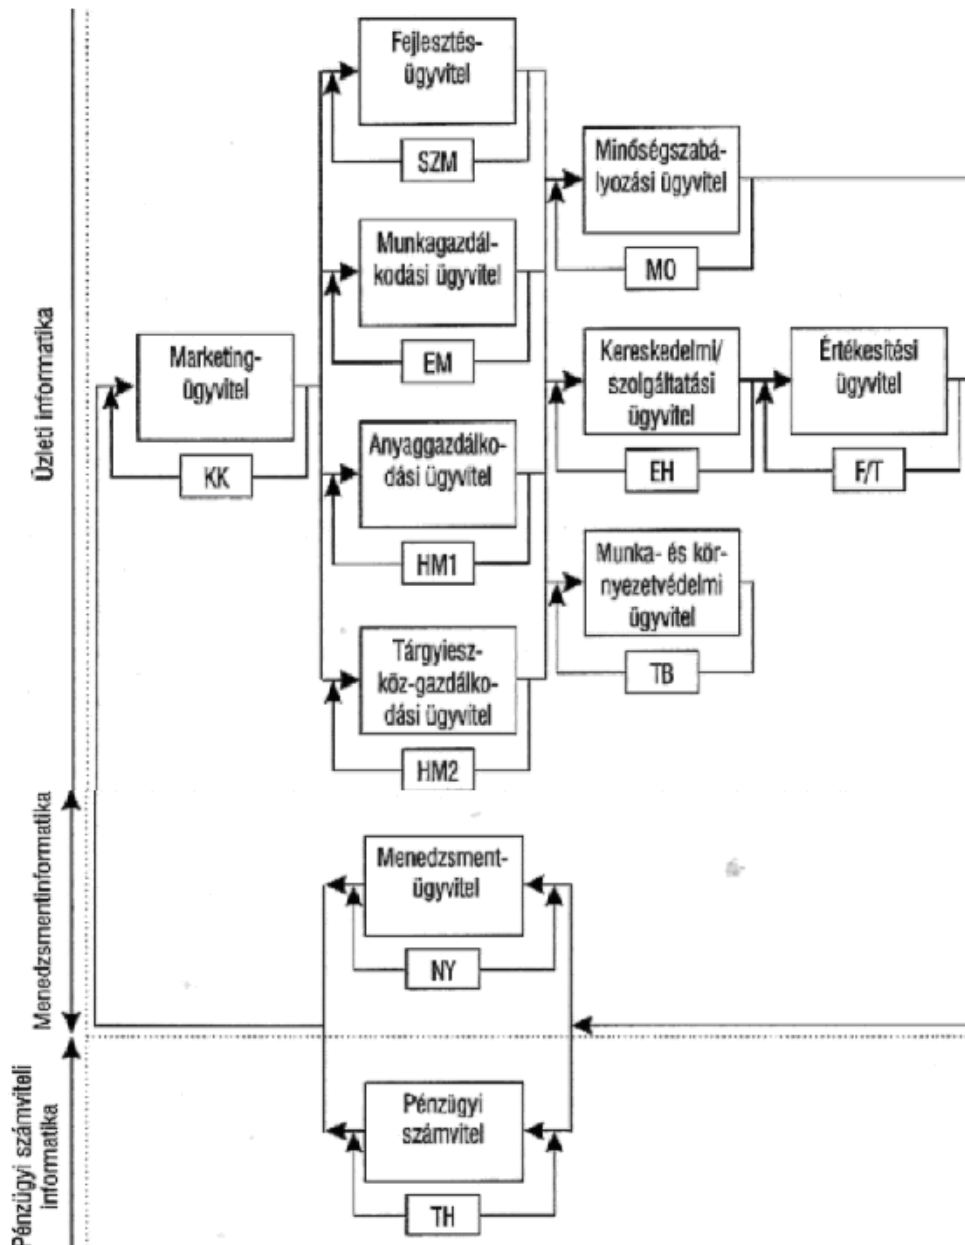 Üzleti informatika
Menedzsmentinformatika
Pénzügyi számviteli
informatika
Marketing-
ügyvitel
KK
Fejlesztés-
ügyvitel
SZM
Munkagazdál-
kodási ügyvitel
EM
Anyaggazdálko-
dási ügyvitel
HM1
Tárgyiesz-
köz-gazdálko-
dási ügyvitel
HM2
Minőségszabá-
lyozási ügyvitel
MO
Kereskedelmi/
szolgáltatási
ügyvitel
EH
Munka- és kör-
nyezetvédelmi
ügyvitel
TB
Értékesítési
ügyvitel
F/T
Menedzsment-
ügyvitel
NY
Pénzügyi
számvitel
TH